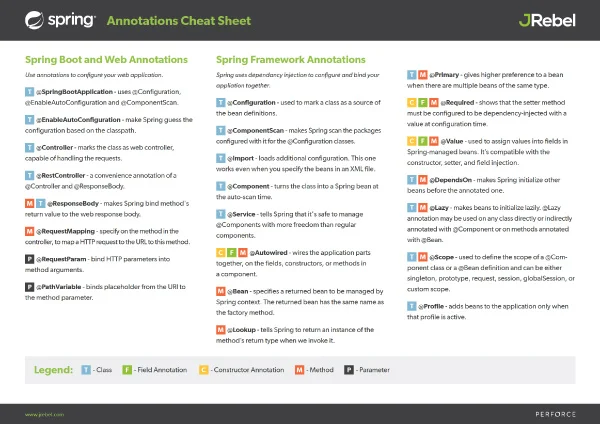 spring Annotations Cheat Sheet
JRebel
Spring Boot and Web Annotations
Use annotations to configure your web application.
T @SpringBootApplication - uses @Configuration,
@EnableAutoConfiguration and @ComponentScan.
T @EnableAutoConfiguration - make Spring guess the
configuration based on the classpath.
T @Controller - marks the class as web controller,
capable of handling the requests.
T @RestController - a convenience annotation of a
@Controller and @ResponseBody.
M T @ResponseBody - makes Spring bind method's
return value to the web response body.
M @RequestMapping - specify on the method in the
controller, to map a HTTP request to the URL to this method.
P @RequestParam - bind HTTP parameters into
method arguments.
P @PathVariable - binds placeholder from the URI to
the method parameter.
Spring Framework Annotations
Spring uses dependancy injection to configure and bind your
application together.
T @Configuration - used to mark a class as a source of
the bean definitions.
T @ComponentScan - makes Spring scan the packages
configured with it for the @Configuration classes.
T @Import - loads additional configuration. This one
works even when you specify the beans in an XML file.
T @Component - turns the class into a Spring bean at
the auto-scan time.
T @Service - tells Spring that it's safe to manage
@Components with more freedom than regular
components.
C F M @Autowired - wires the application parts
together, on the fields, constructors, or methods in
a component.
M @Bean - specifies a returned bean to be managed by
Spring context. The returned bean has the same name as
the factory method.
M @Lookup - tells Spring to return an instance of the
method's return type when we invoke it.
T M @Primary - gives higher preference to a bean
when there are multiple beans of the same type.
C F M @Required - shows that the setter method
must be configured to be dependency-injected with a
value at configuration time.
C F M @Value - used to assign values into fields in
Spring-managed beans. It's compatible with the
constructor, setter, and field injection.
T M @DependsOn - makes Spring initialize other
beans before the annotated one.
T M @Lazy - makes beans to initialize lazily. @Lazy
annotation may be used on any class directly or indirectly
annotated with @Component or on methods annotated
with @Bean.
T M @Scope - used to define the scope of a @Com-
ponent class or a @Bean definition and can be either
singleton, prototype, request, session, globalSession, or
custom scope.
T @Profile - adds beans to the application only when
that profile is active.
Legend: T - Class F - Field Annotation C - Constructor Annotation M - Method P - Parameter
www.jrebel.com
PERFORCE